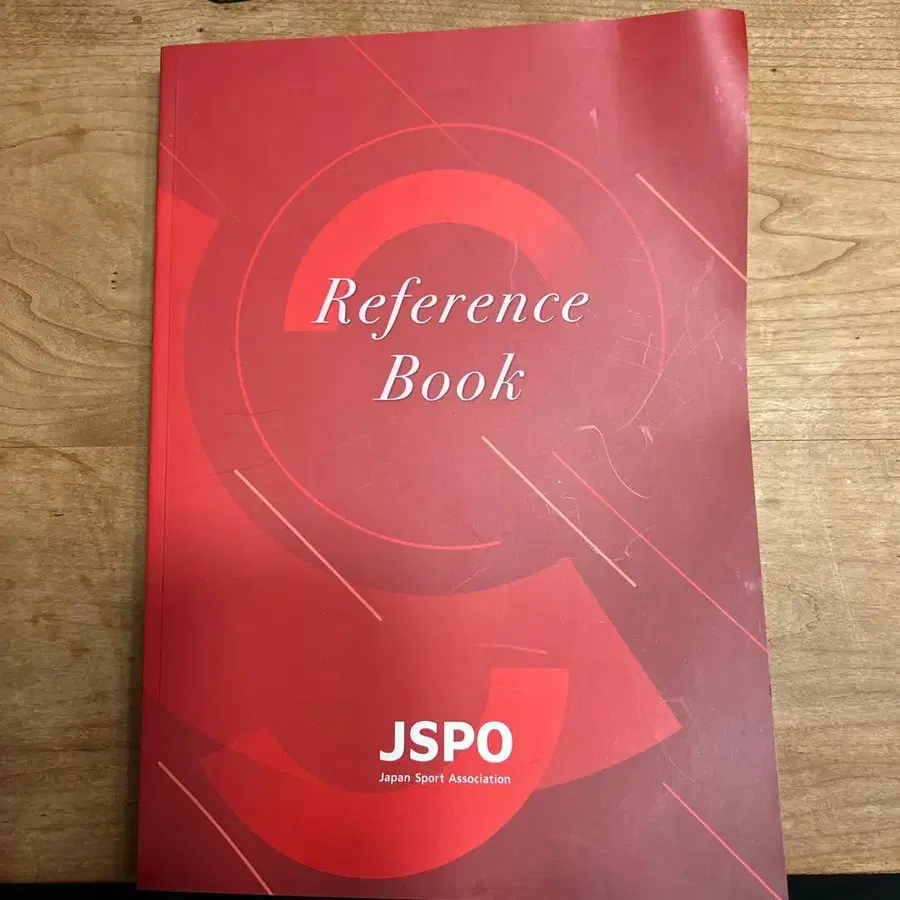 Reference
Book
JSPO
Japan Sport Association